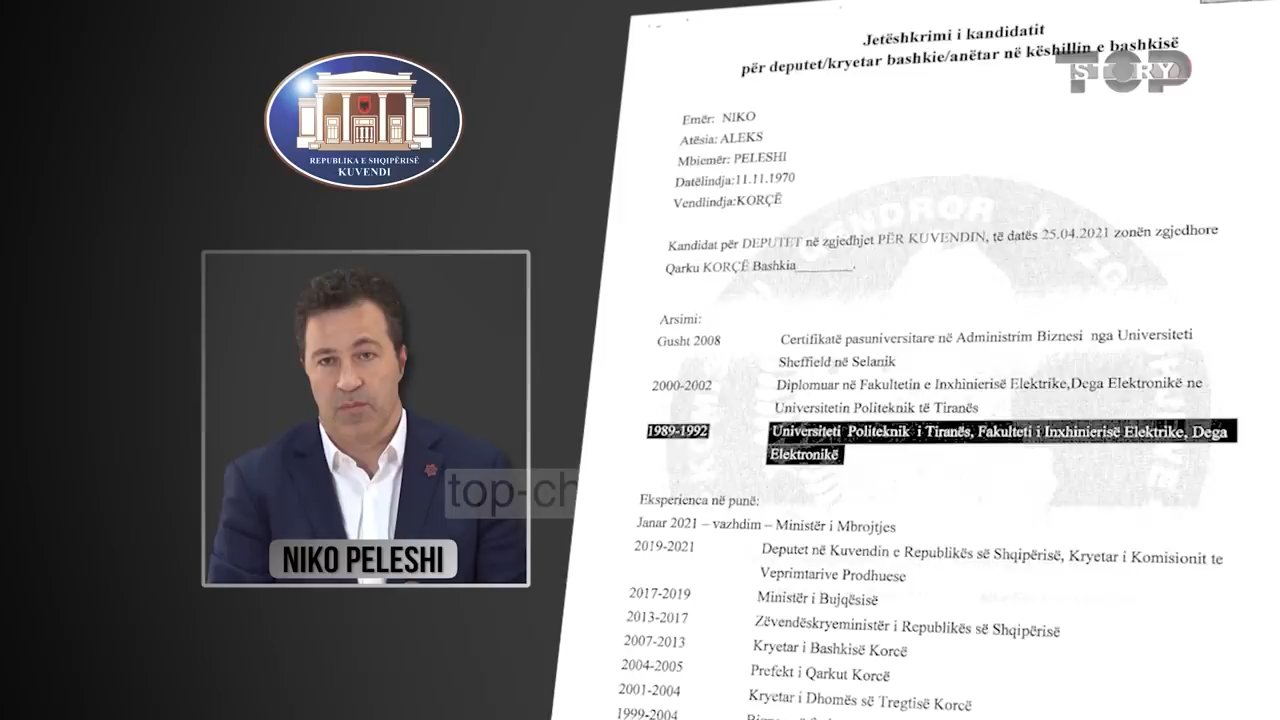 REPUBLIKA E SHQIPËRISË
KUVENDI
top-ch
NIKO PELESHI
TOP
STORY
Jetëshkrimi i kandidatit
për deputet/kryetar bashkie/anëtar në këshillin e bashkisë
Emër: NIKO
Atësia: ALEKS
Mbiemër: PELESHI
Datëlindja:11.11.1970
Vendlindja:KORÇË
Kandidat për DEPUTET në zgjedhjet PËR KUVENDIN, të datës 25.04.2021 zonën zgjedhore
Qarku KORÇË Bashkia________.
Arsimi:
Gusht 2008 Certifikatë pasuniversitare në Administrim Biznesi nga Universiteti
Sheffield në Selanik
2000-2002 Diplomuar në Fakultetin e Inxhinierisë Elektrike,Dega Elektronikë ne
Universitetin Politeknik të Tiranës
1989-1992 Universiteti Politeknik i Tiranës, Fakulteti i Inxhinierisë Elektrike, Dega
Elektronikë
Eksperienca në punë:
Janar 2021 – vazhdim – Ministër i Mbrojtjes
2019-2021 Deputet në Kuvendin e Republikës së Shqipërisë, Kryetar i Komisionit te
Veprimtarive Prodhuese
2017-2019 Ministër i Bujqësisë
2013-2017 Zëvendëskryeministër i Republikës së Shqipërisë
2007-2013 Kryetar i Bashkisë Korcë
2004-2005 Prefekt i Qarkut Korcë
2001-2004 Kryetar i Dhomës së Tregtisë Korcë
1999-2004